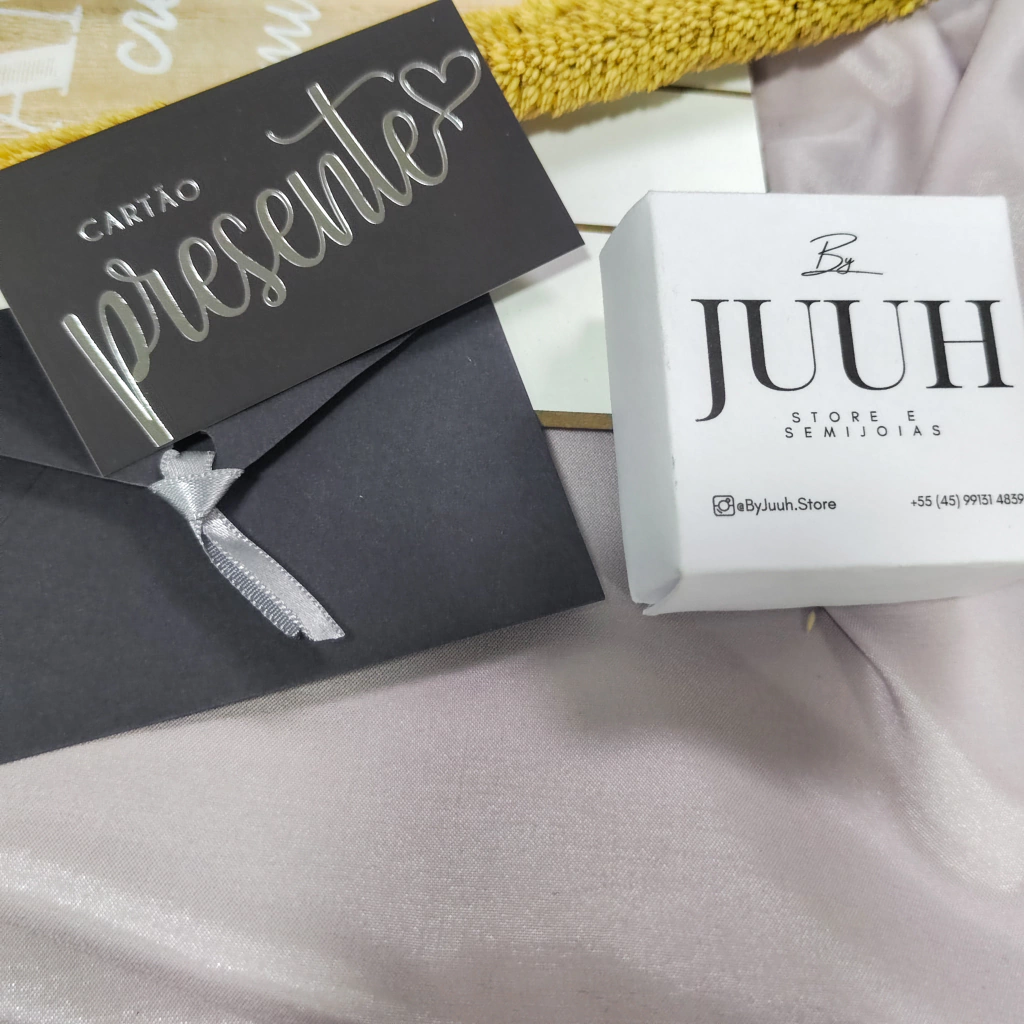 CARTÃO
presente
By
JUUH
STORE E
SEMIJOIAS
@ByJuuh.Store
+55 (45) 99131 4839